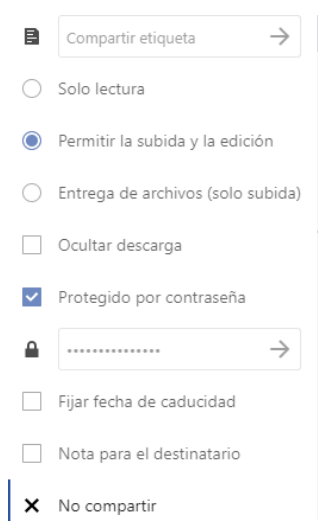 Compartir etiqueta
Solo lectura
Permitir la subida y la edición
Entrega de archivos (solo subida)
Ocultar descarga
Protegido por contraseña
Fijar fecha de caducidad
Nota para el destinatario
No compartir